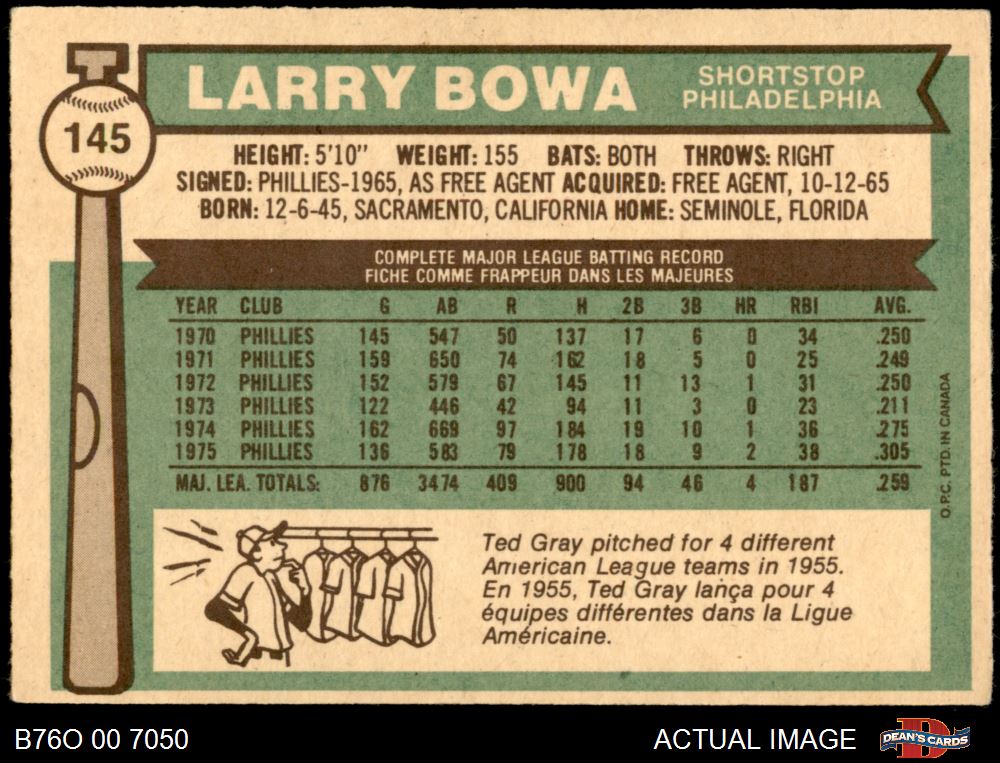 LARRY BOWA
SHORTSTOP
PHILADELPHIA
145
HEIGHT: 5'10" WEIGHT: 155 BATS: BOTH THROWS: RIGHT
SIGNED: PHILLIES-1965, AS FREE AGENT ACQUIRED: FREE AGENT, 10-12-65
BORN: 12-6-45, SACRAMENTO, CALIFORNIA HOME: SEMINOLE, FLORIDA
COMPLETE MAJOR LEAGUE BATTING RECORD
FICHE COMME FRAPPEUR DANS LES MAJEURES
YEAR CLUB G AB R H 2B 3B HR RBI AVG.
1970 PHILLIES 145 547 50 137 17 6 0 34 .250
1971 PHILLIES 159 650 74 162 18 5 0 25 .249
1972 PHILLIES 152 579 67 145 11 13 1 31 .250
1973 PHILLIES 122 446 42 94 11 3 0 23 .211
1974 PHILLIES 162 669 97 184 19 10 1 36 .275
1975 PHILLIES 136 583 79 178 18 9 2 38 .305
MAJ. LEA. TOTALS: 876 3474 409 900 94 46 4 187 .259
Ted Gray pitched for 4 different
American League teams in 1955.
En 1955, Ted Gray lança pour 4
équipes différentes dans la Ligue
Américaine.
O.P.C. PTD. IN CANADA
B76O 00 7050
ACTUAL IMAGE
D
DEAN'S CARDS